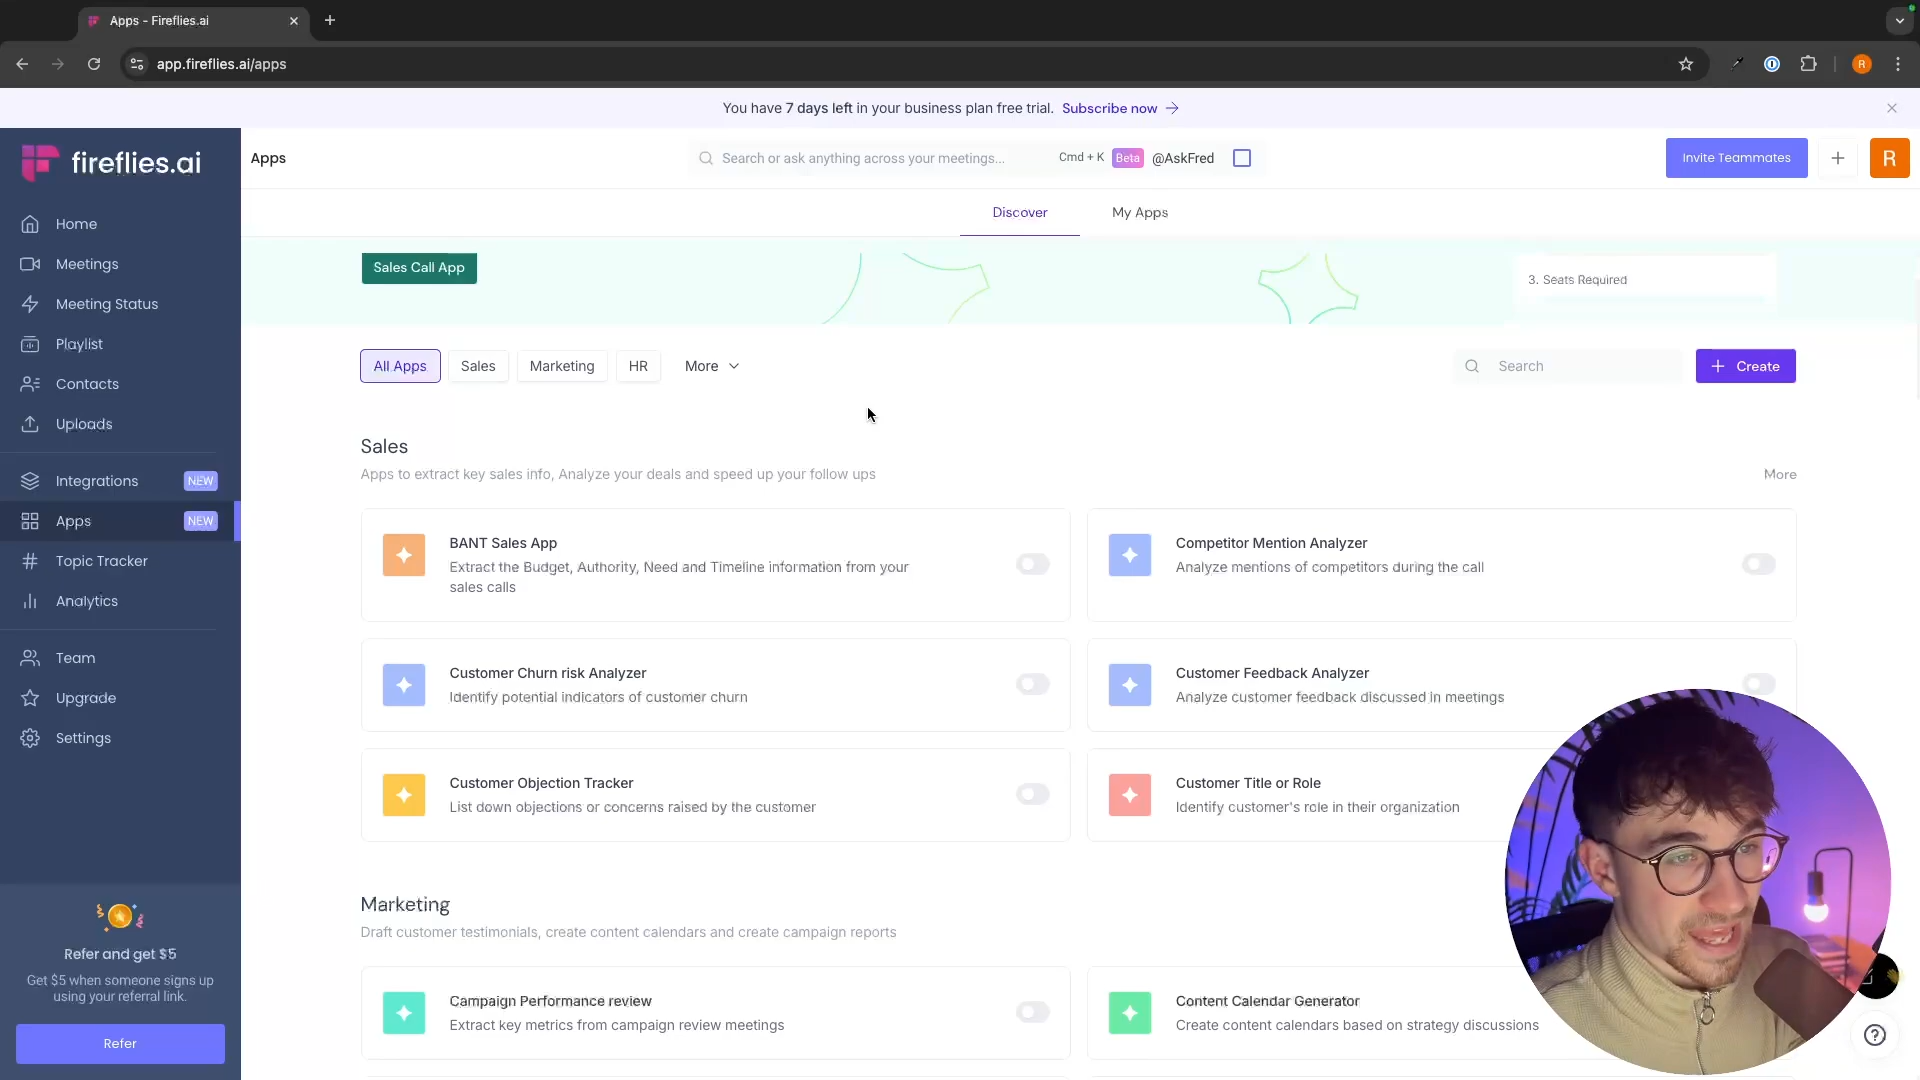 Apps - Fireflies.ai
app.fireflies.ai/apps
R
You have 7 days left in your business plan free trial. Subscribe now
fireflies.ai
Apps
Search or ask anything across your meetings...
Cmd + K
Beta
@AskFred
Invite Teammates
R
Discover
My Apps
Home
Meetings
Meeting Status
Playlist
Contacts
Uploads
Integrations
NEW
Apps
NEW
Topic Tracker
Analytics
Team
Upgrade
Settings
Refer and get $5
Get $5 when someone signs up
using your referral link.
Refer
Sales Call App
3. Seats Required
All Apps
Sales
Marketing
HR
More
Search
Create
Sales
Apps to extract key sales info, Analyze your deals and speed up your follow ups
More
BANT Sales App
Extract the Budget, Authority, Need and Timeline information from your
sales calls
Competitor Mention Analyzer
Analyze mentions of competitors during the call
Customer Churn risk Analyzer
Identify potential indicators of customer churn
Customer Feedback Analyzer
Analyze customer feedback discussed in meetings
Customer Objection Tracker
List down objections or concerns raised by the customer
Customer Title or Role
Identify customer's role in their organization
Marketing
Draft customer testimonials, create content calendars and create campaign reports
Campaign Performance review
Extract key metrics from campaign review meetings
Content Calendar Generator
Create content calendars based on strategy discussions